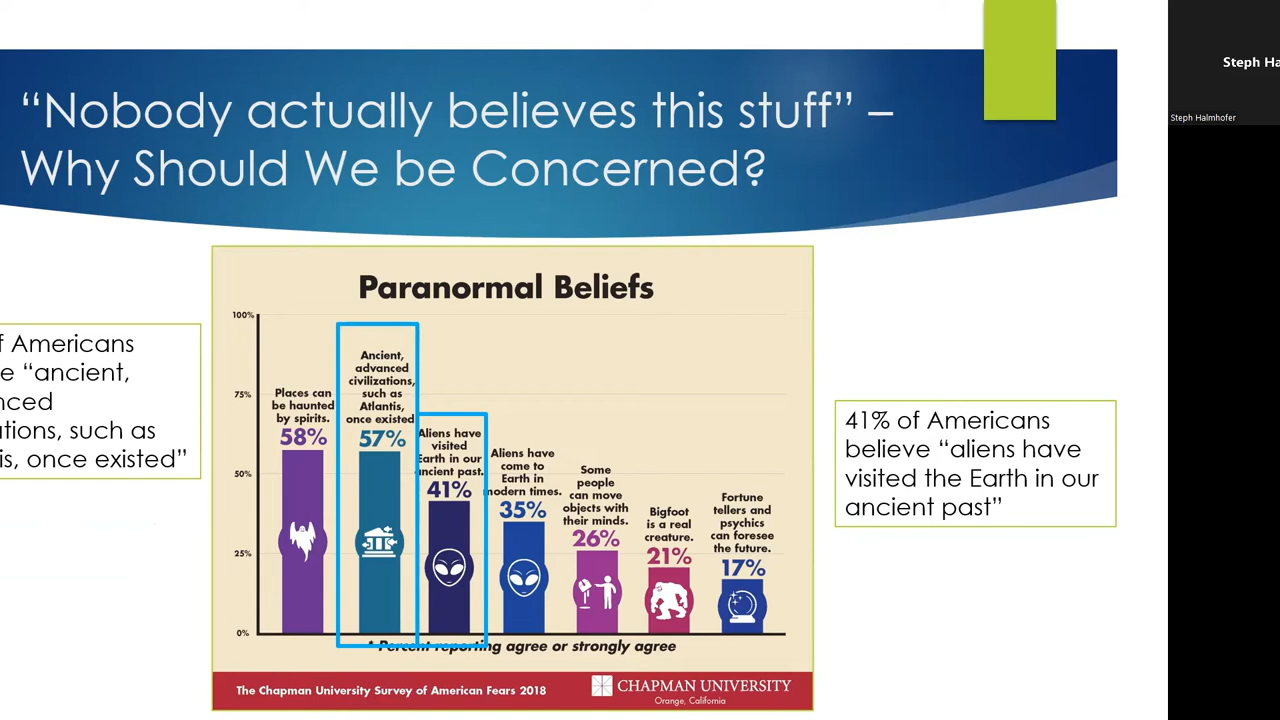 “Nobody actually believes this stuff” –
Why Should We be Concerned?
Steph Ha
Steph Halmhofer
f Americans
e “ancient,
nced
ations, such as
is, once existed”
Paranormal Beliefs
100%
75%
50%
25%
0%
Places can
be haunted
by spirits.
58%
Ancient,
advanced
civilizations,
such as
Atlantis,
once existed
57%
Aliens have
visited
Earth in our
ancient past.
41%
Aliens have
come to
Earth in
modern times.
35%
Some
people
can move
objects with
their minds.
26%
Bigfoot
is a real
creature.
21%
Fortune
tellers and
psychics
can foresee
the future.
17%
* Percent reporting agree or strongly agree
The Chapman University Survey of American Fears 2018
CHAPMAN UNIVERSITY
Orange, California
41% of Americans
believe “aliens have
visited the Earth in our
ancient past”